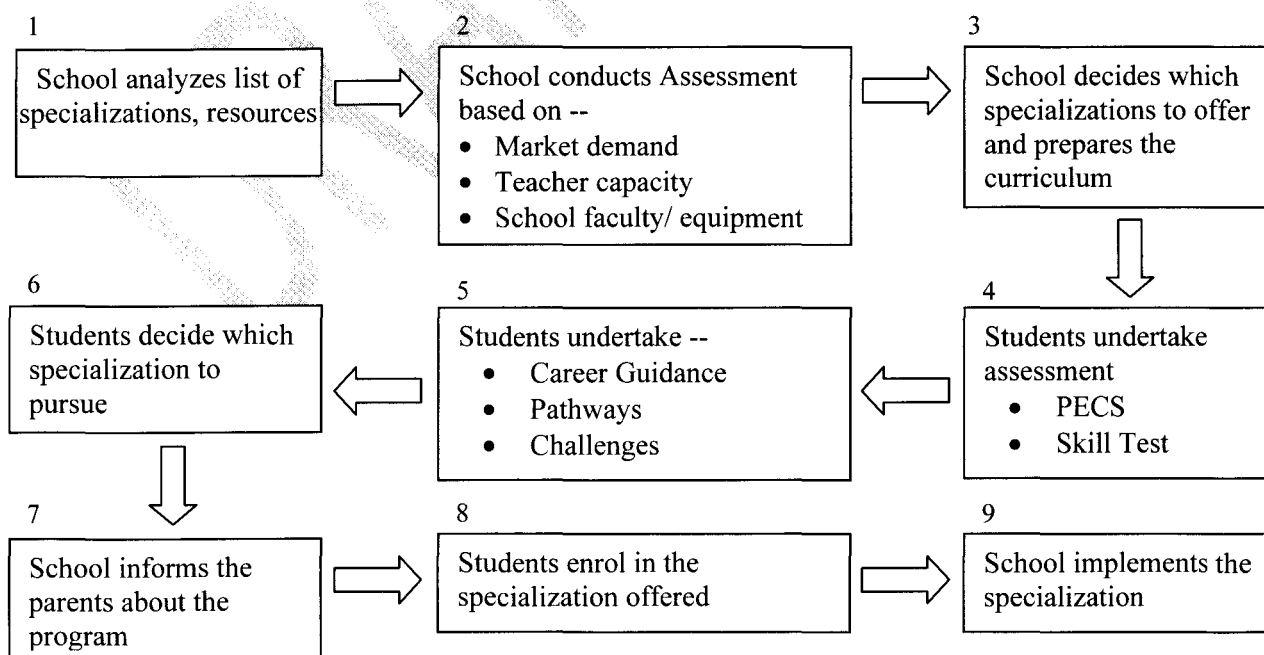 1
School analyzes list of
specializations, resources
2
School conducts Assessment
based on --
• Market demand
• Teacher capacity
• School faculty/ equipment
3
School decides which
specializations to offer
and prepares the
curriculum
4
Students undertake
assessment
• PECS
• Skill Test
5
Students undertake --
• Career Guidance
• Pathways
• Challenges
6
Students decide which
specialization to
pursue
7
School informs the
parents about the
program
8
Students enrol in the
specialization offered
9
School implements the
specialization